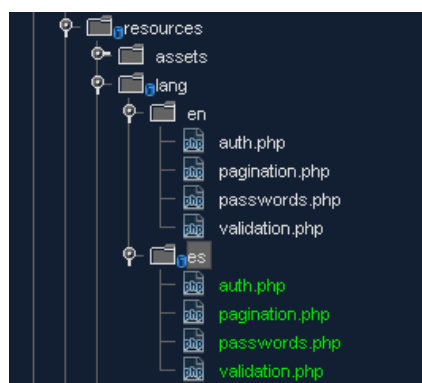 resources
assets
lang
en
auth.php
pagination.php
passwords.php
validation.php
es
auth.php
pagination.php
passwords.php
validation.php